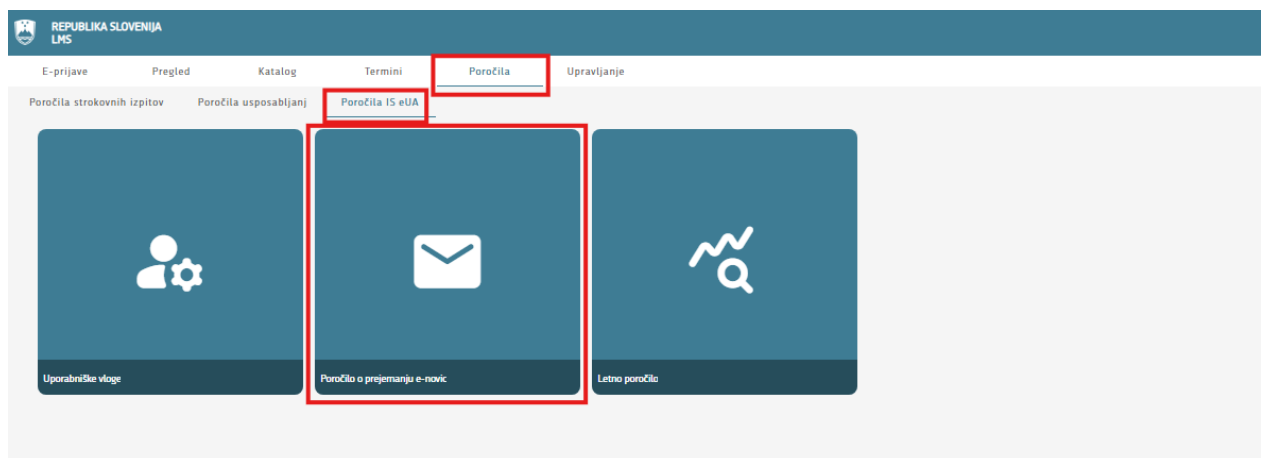 REPUBLIKA SLOVENIJA
LMS
E-prijave Pregled Katalog Termini Poročila Upravljanje
Poročila strokovnih izpitov Poročila usposabljanj Poročila IS eUA
Uporabniške vloge Poročilo o prejemanju e-novic Letno poročilo